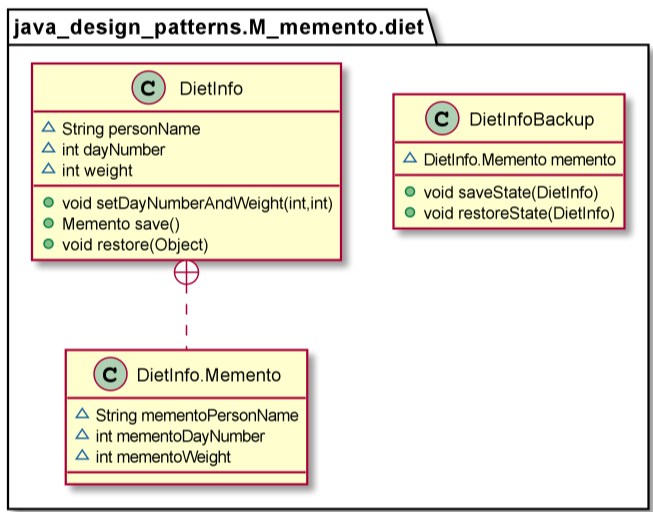 java_design_patterns.M_memento.diet
C DietInfo
String personName
int dayNumber
int weight
void setDayNumberAndWeight(int,int)
Memento save()
void restore(Object)
C DietInfoBackup
DietInfo.Memento memento
void saveState(DietInfo)
void restoreState(DietInfo)
C DietInfo.Memento
String mementoPersonName
int mementoDayNumber
int mementoWeight